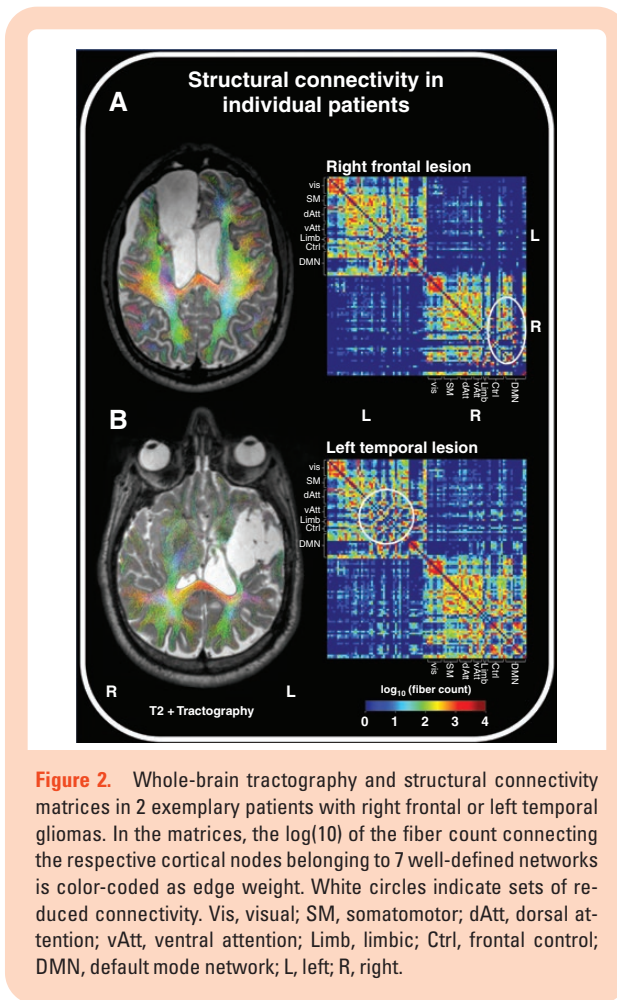 Structural connectivity in
individual patients
A
Right frontal lesion
vis
SM
dAtt
vAtt
Limb
Ctrl
DMN
L
R
vis
SM
dAtt
vAtt
Limb
Ctrl
DMN
L
R
B
Left temporal lesion
vis
SM
dAtt
vAtt
Limb
Ctrl
DMN
vis
SM
dAtt
vAtt
Limb
Ctrl
DMN
R
L
T2 + Tractography
log10 (fiber count)
0 1 2 3 4
Figure 2. Whole-brain tractography and structural connectivity
matrices in 2 exemplary patients with right frontal or left temporal
gliomas. In the matrices, the log(10) of the fiber count connecting
the respective cortical nodes belonging to 7 well-defined networks
is color-coded as edge weight. White circles indicate sets of re-
duced connectivity. Vis, visual; SM, somatomotor; dAtt, dorsal at-
tention; vAtt, ventral attention; Limb, limbic; Ctrl, frontal control;
DMN, default mode network; L, left; R, right.